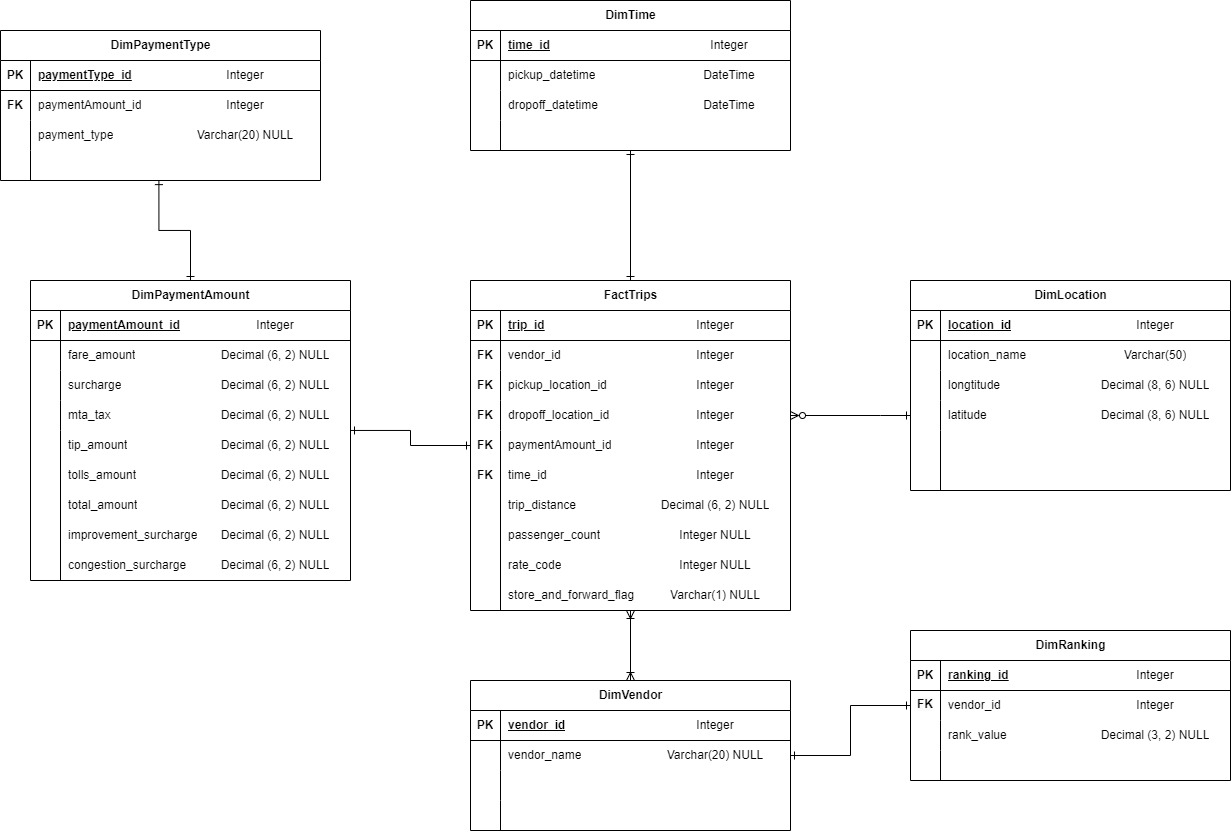 DimPaymentType
PK paymentType_id Integer
FK paymentAmount_id Integer
payment_type Varchar(20) NULL
DimTime
PK time_id Integer
pickup_datetime DateTime
dropoff_datetime DateTime
DimPaymentAmount
PK paymentAmount_id Integer
fare_amount Decimal (6, 2) NULL
surcharge Decimal (6, 2) NULL
mta_tax Decimal (6, 2) NULL
tip_amount Decimal (6, 2) NULL
tolls_amount Decimal (6, 2) NULL
total_amount Decimal (6, 2) NULL
improvement_surcharge Decimal (6, 2) NULL
congestion_surcharge Decimal (6, 2) NULL
FactTrips
PK trip_id Integer
FK vendor_id Integer
FK pickup_location_id Integer
FK dropoff_location_id Integer
FK paymentAmount_id Integer
FK time_id Integer
trip_distance Decimal (6, 2) NULL
passenger_count Integer NULL
rate_code Integer NULL
store_and_forward_flag Varchar(1) NULL
DimLocation
PK location_id Integer
location_name Varchar(50)
longtitude Decimal (8, 6) NULL
latitude Decimal (8, 6) NULL
DimVendor
PK vendor_id Integer
vendor_name Varchar(20) NULL
DimRanking
PK ranking_id Integer
FK vendor_id Integer
rank_value Decimal (3, 2) NULL